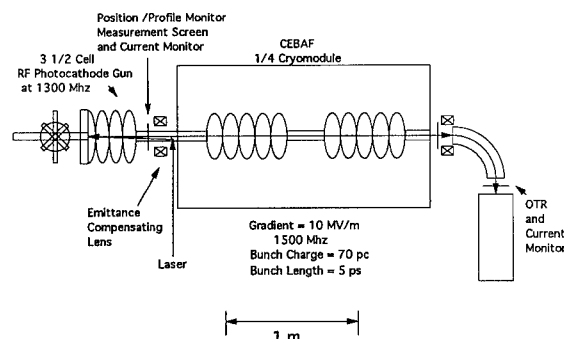 Position /Profile Monitor
Measurement Screen
and Current Monitor
3 1/2 Cell
RF Photocathode Gun
at 1300 Mhz
CEBAF
1/4 Cryomodule
Emittance
Compensating
Lens
Laser
Gradient = 10 MV/m
1500 Mhz
Bunch Charge = 70 pc
Bunch Length = 5 ps
OTR
and
Current
Monitor
1 m